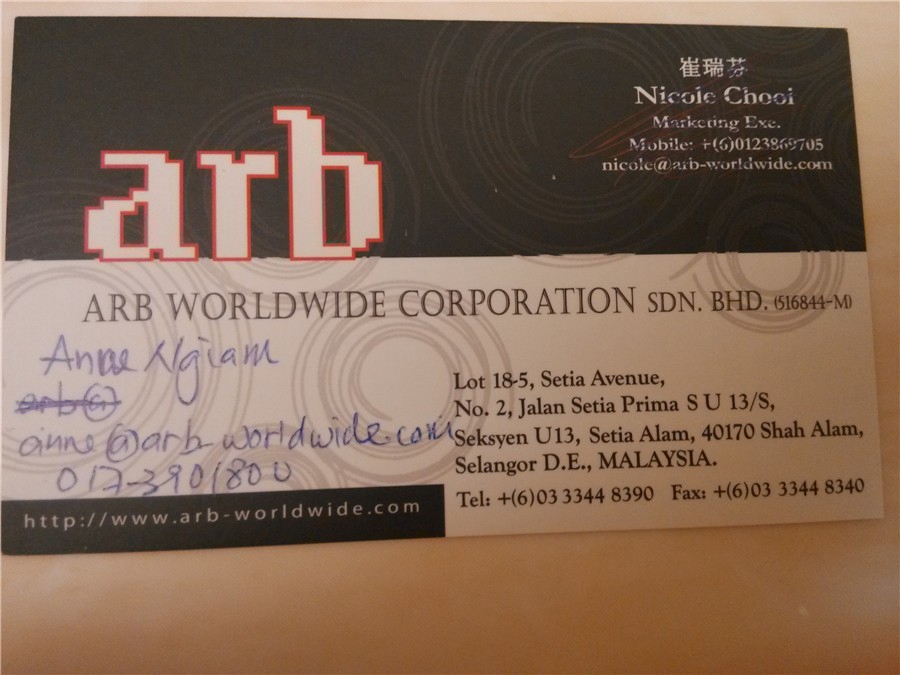 崔瑞芬
Nicole Chooi
Marketing Exe.
Mobile: +(6)0123869705
nicole@arb-worldwide.com
arb
ARB WORLDWIDE CORPORATION SDN. BHD. (516844-M)
Anne Ngiam
arb@
anne@arb-worldwide.com
017-3901800
Lot 18-5, Setia Avenue,
No. 2, Jalan Setia Prima S U 13/S,
Seksyen U13, Setia Alam, 40170 Shah Alam,
Selangor D.E., MALAYSIA.
Tel: +(6)03 3344 8390 Fax: +(6)03 3344 8340
http://www.arb-worldwide.com